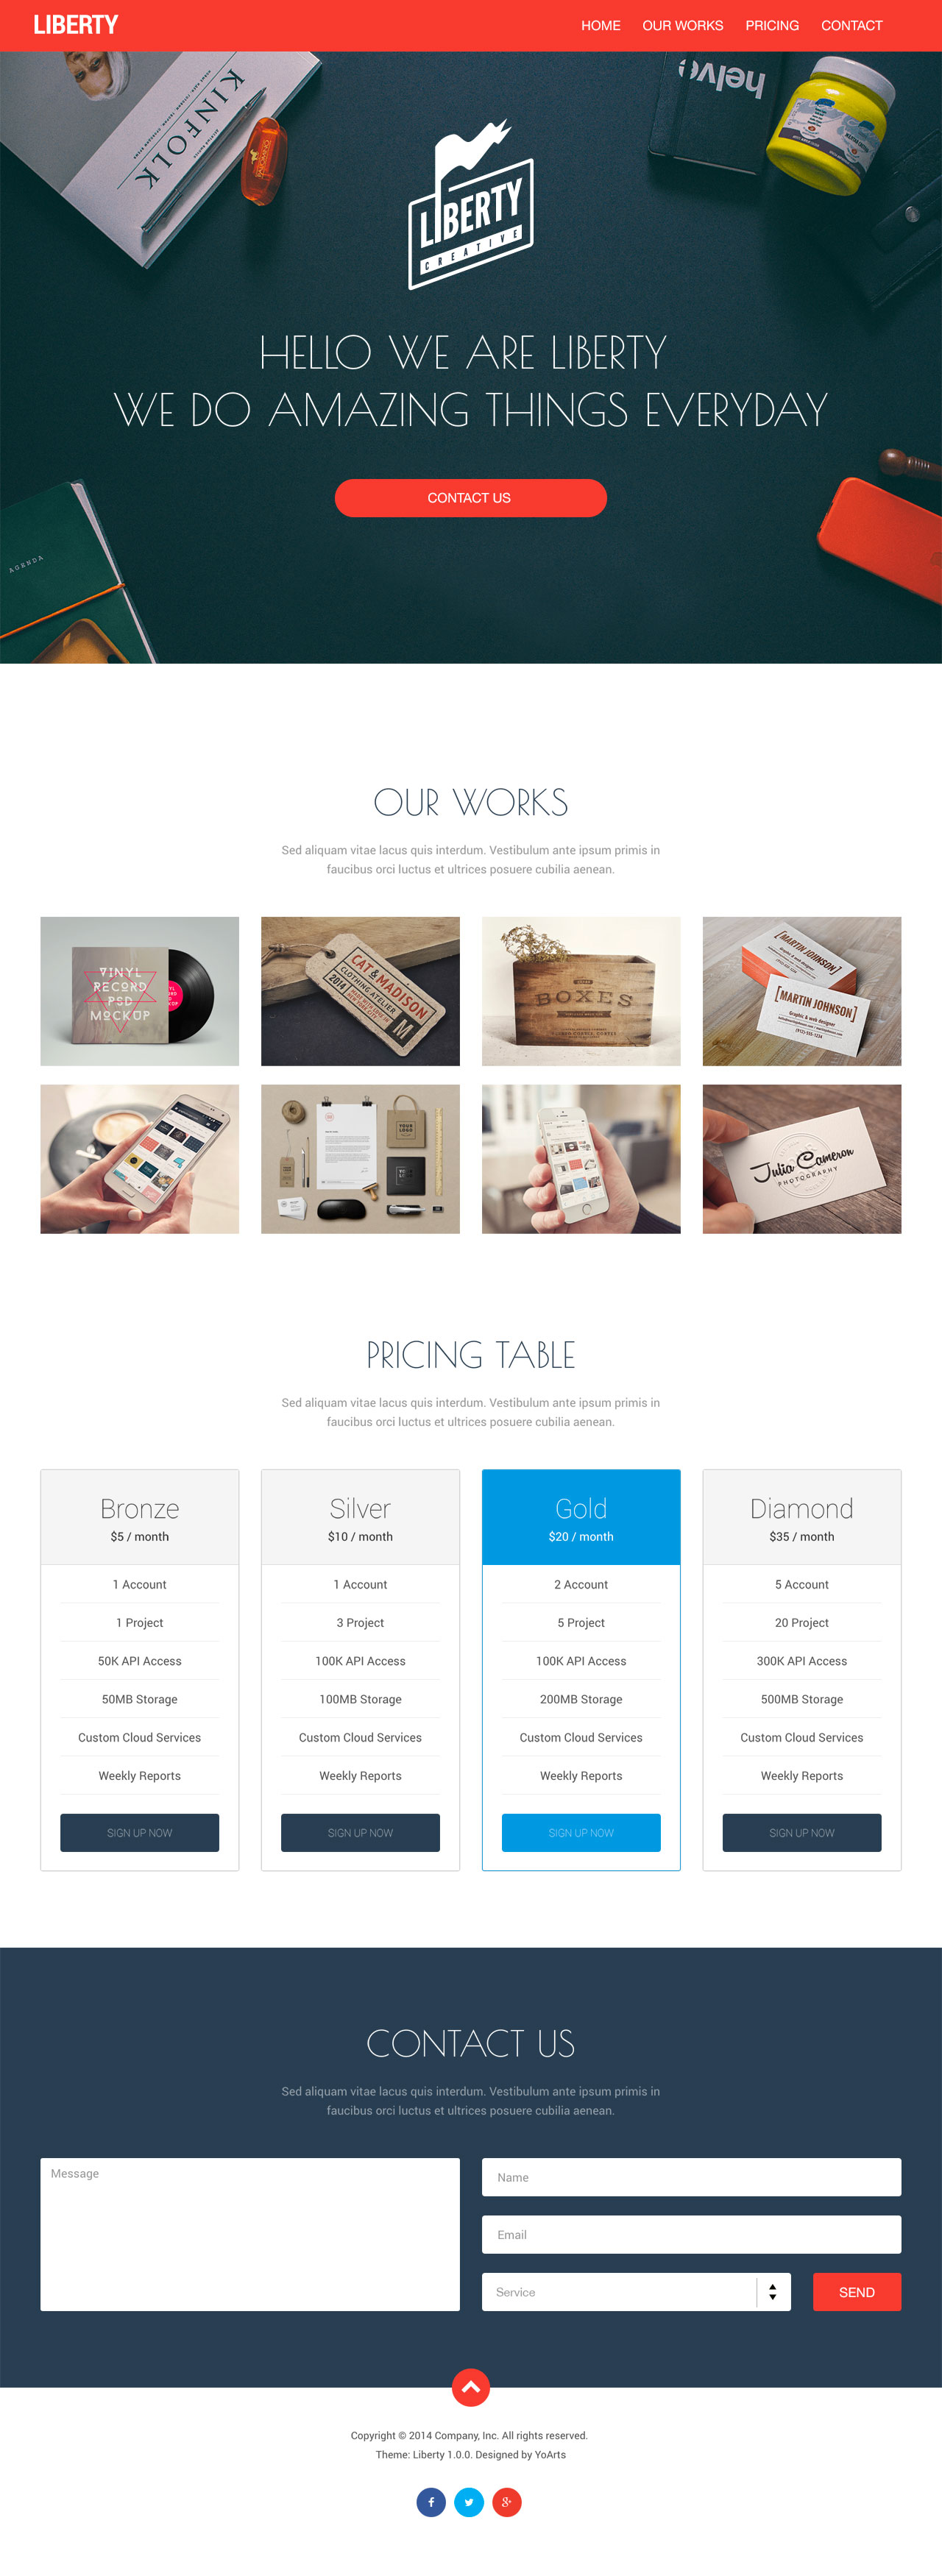 LIBERTY
HOME OUR WORKS PRICING CONTACT
KINFOLK
helve
LIBERTY
CREATIVE
HELLO WE ARE LIBERTY
WE DO AMAZING THINGS EVERYDAY
CONTACT US
AGENDA
OUR WORKS
Sed aliquam vitae lacus quis interdum. Vestibulum ante ipsum primis in
faucibus orci luctus et ultrices posuere cubilia aenean.
VINYL
RECORD
PSD
MOCKUP
CAT & MADISON
CLOTHING ATELIER
2014
M
BOXES
[MARTIN JOHNSON]
[MARTIN JOHNSON]
Graphic & web designer
(912)-555-1234
YOUR
LOGO
Julia Cameron
PHOTOGRAPHY
PRICING TABLE
Sed aliquam vitae lacus quis interdum. Vestibulum ante ipsum primis in
faucibus orci luctus et ultrices posuere cubilia aenean.
Bronze
$5 / month
1 Account
1 Project
50K API Access
50MB Storage
Custom Cloud Services
Weekly Reports
SIGN UP NOW
Silver
$10 / month
1 Account
3 Project
100K API Access
100MB Storage
Custom Cloud Services
Weekly Reports
SIGN UP NOW
Gold
$20 / month
2 Account
5 Project
100K API Access
200MB Storage
Custom Cloud Services
Weekly Reports
SIGN UP NOW
Diamond
$35 / month
5 Account
20 Project
300K API Access
500MB Storage
Custom Cloud Services
Weekly Reports
SIGN UP NOW
CONTACT US
Sed aliquam vitae lacus quis interdum. Vestibulum ante ipsum primis in
faucibus orci luctus et ultrices posuere cubilia aenean.
Message
Name
Email
Service
SEND
Copyright © 2014 Company, Inc. All rights reserved.
Theme: Liberty 1.0.0. Designed by YoArts